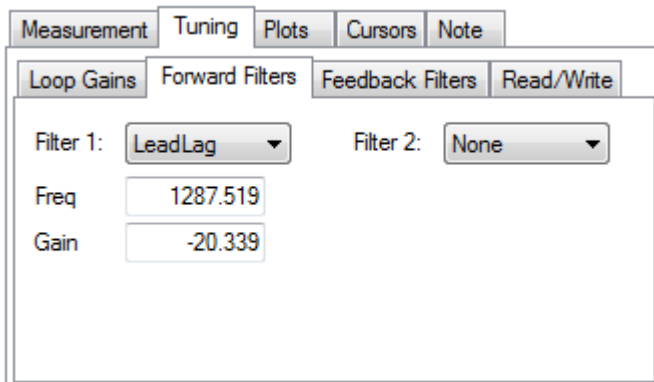 Measurement Tuning Plots Cursors Note
Loop Gains Forward Filters Feedback Filters Read/Write
Filter 1: LeadLag Filter 2: None
Freq 1287.519
Gain -20.339